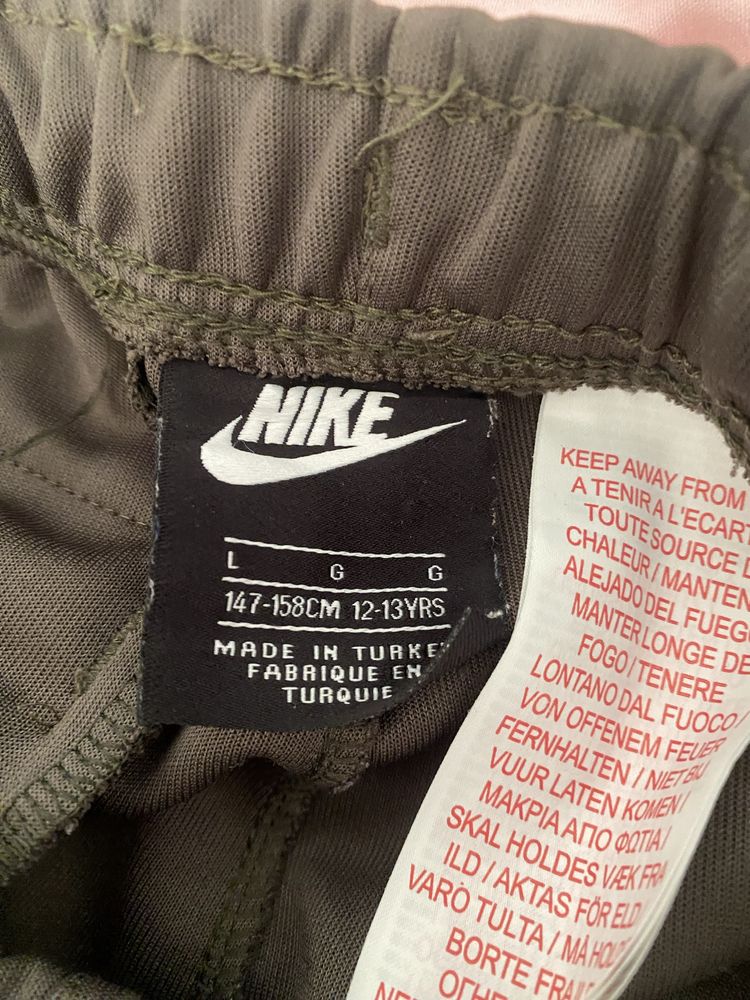 NIKE
L G G
147-158CM 12-13YRS
MADE IN TURKEY
FABRIQUE EN
TURQUIE
KEEP AWAY FROM
A TENIR A L'ECART
TOUTE SOURCE D
CHALEUR / MANTEN
ALEJADO DEL FUEGO
MANTER LONGE DE
FOGO / TENERE
LONTANO DAL FUOCO /
VON OFFENEM FEUER
FERNHALTEN / NIET BIJ
VUUR LATEN KOMEN /
ΜΑΚΡΙΑ ΑΠΟ ΦΩΤΙΑ /
SKAL HOLDES VÆK FRA
ILD / AKTAS FÖR ELD
VARO TULTA / MÅ HOLD
BORTE FRA